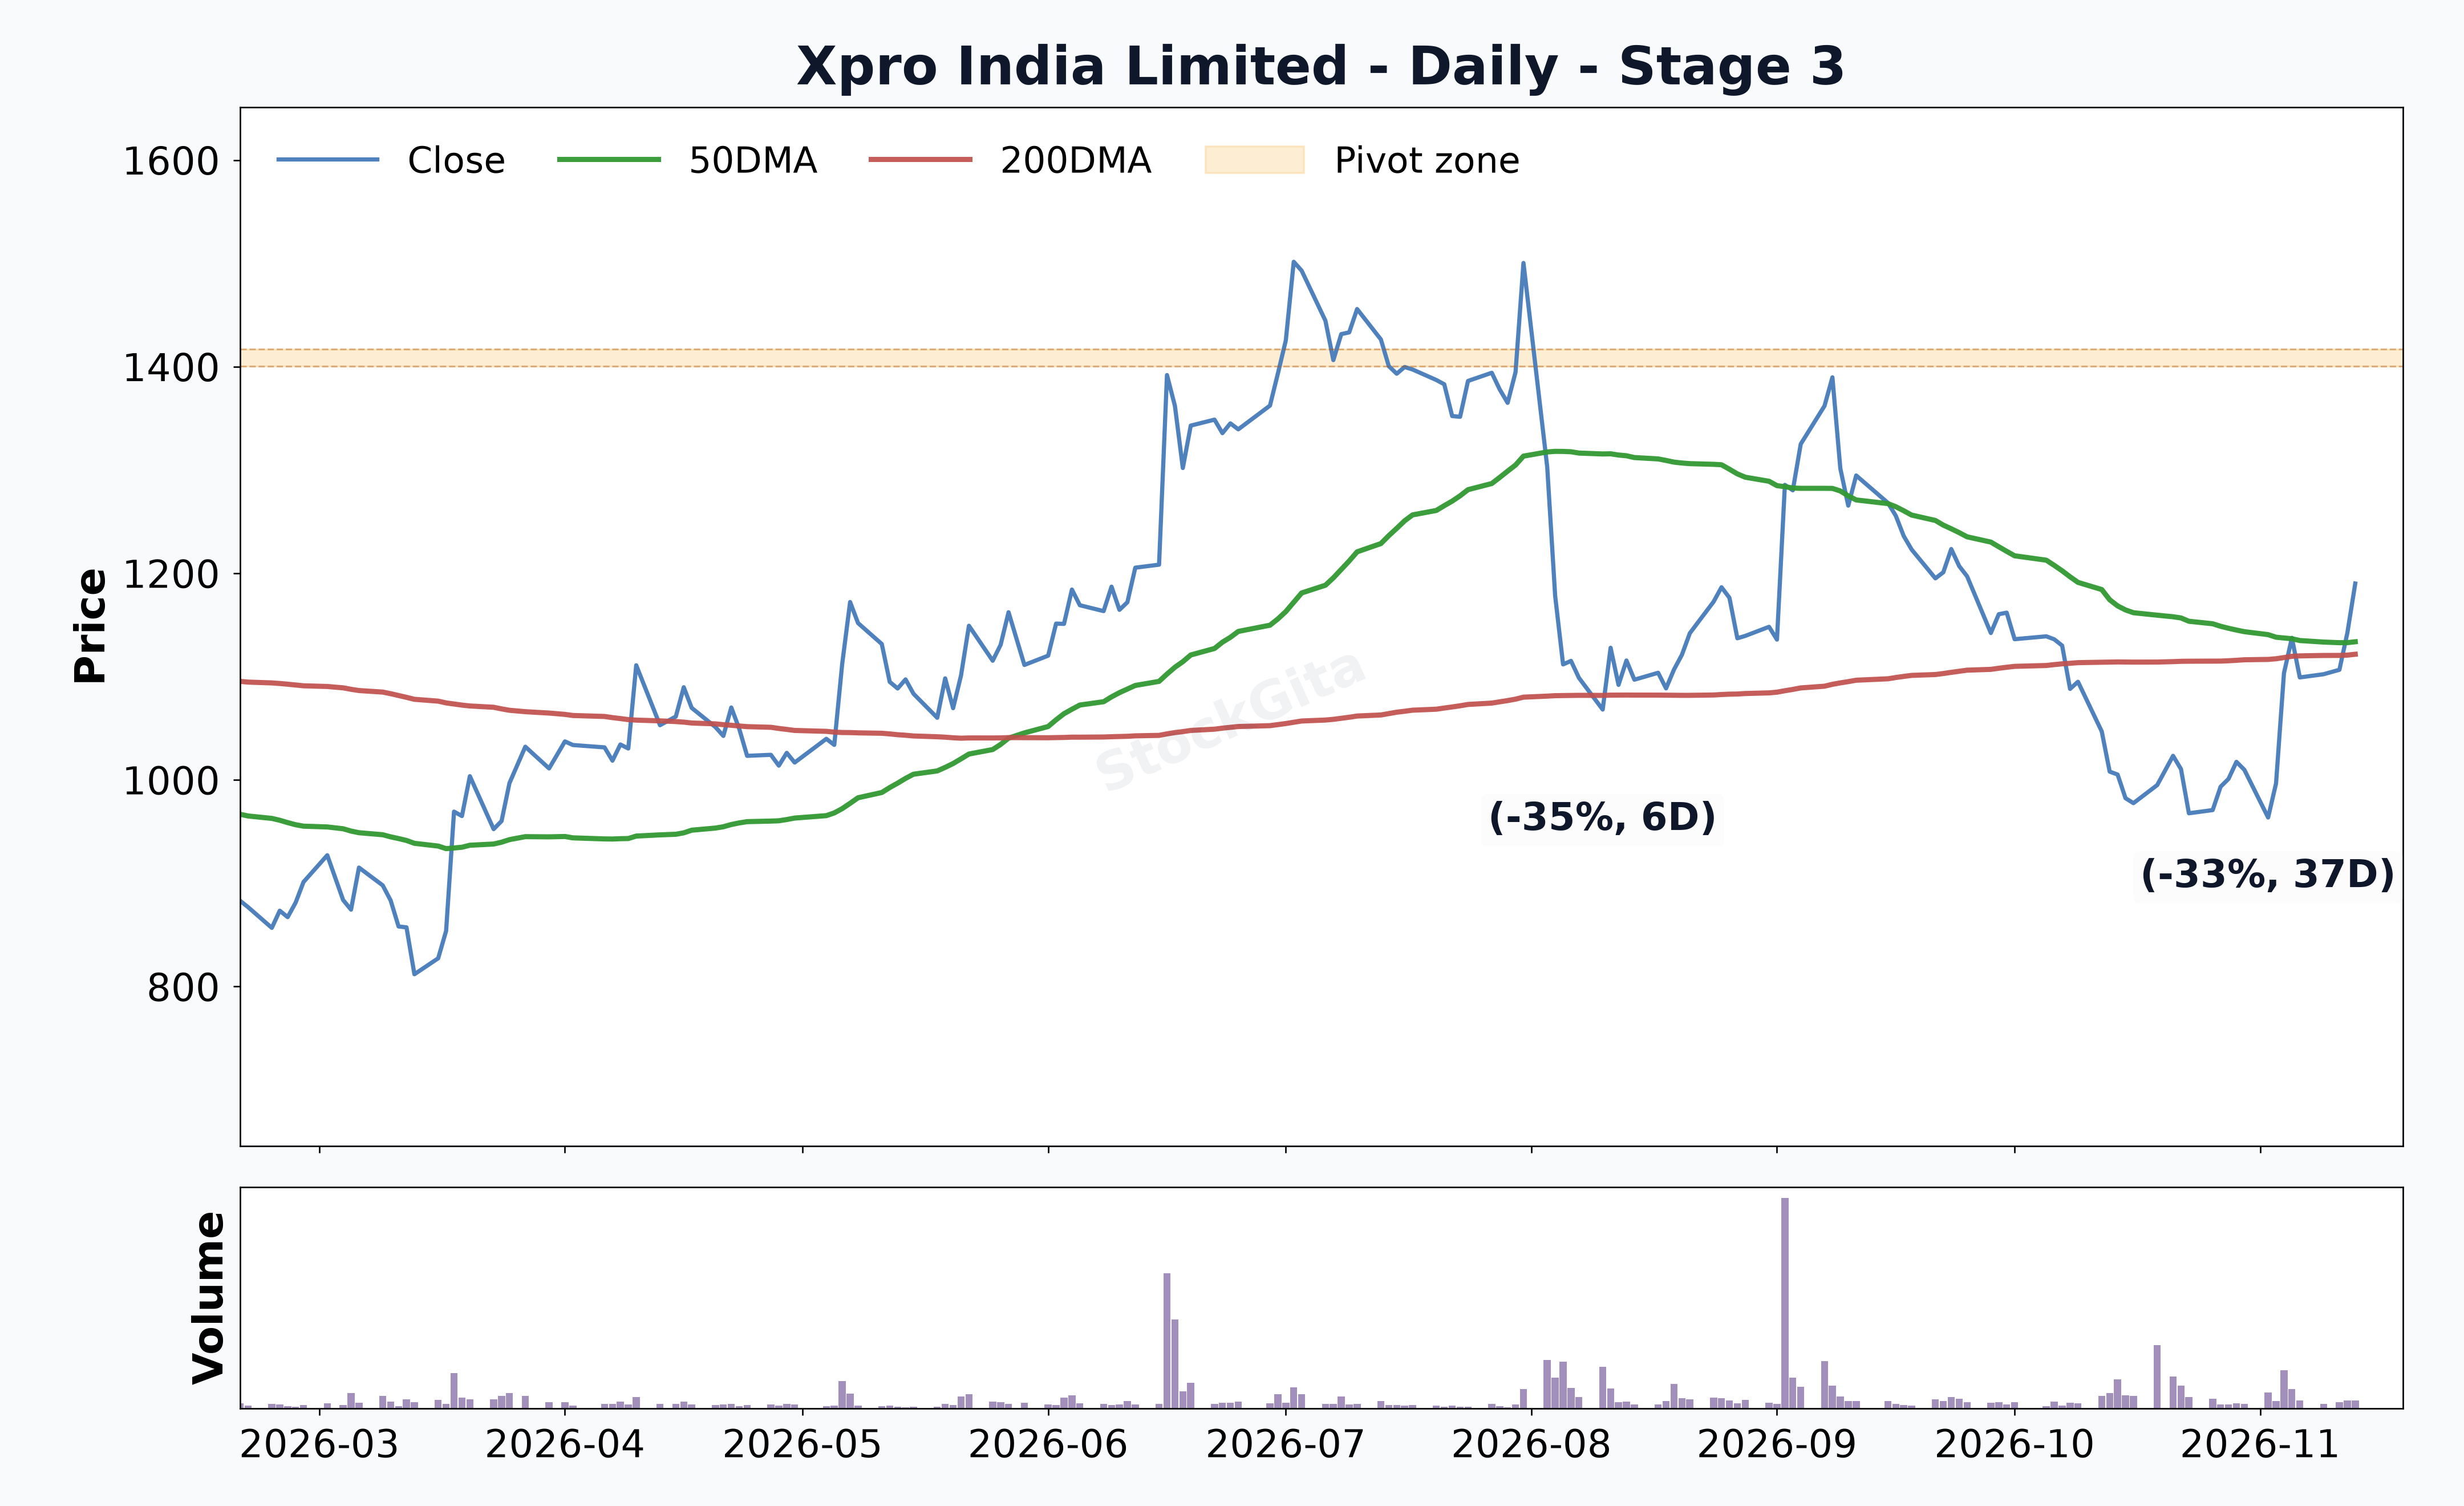 Xpro India Limited - Daily - Stage 3
Close 50DMA 200DMA Pivot zone
Price
1600
1400
1200
1000
800
StockGita
(-35%, 6D)
(-33%, 37D)
Volume
2026-03 2026-04 2026-05 2026-06 2026-07 2026-08 2026-09 2026-10 2026-11